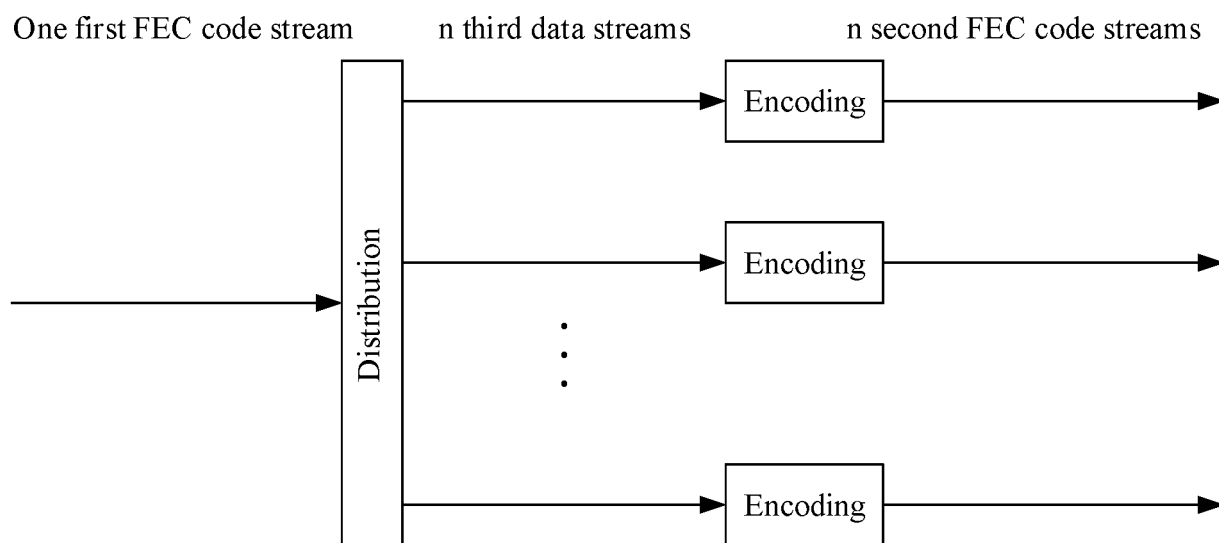 One first FEC code stream
n third data streams
n second FEC code streams
Encoding
Encoding
Distribution
Encoding